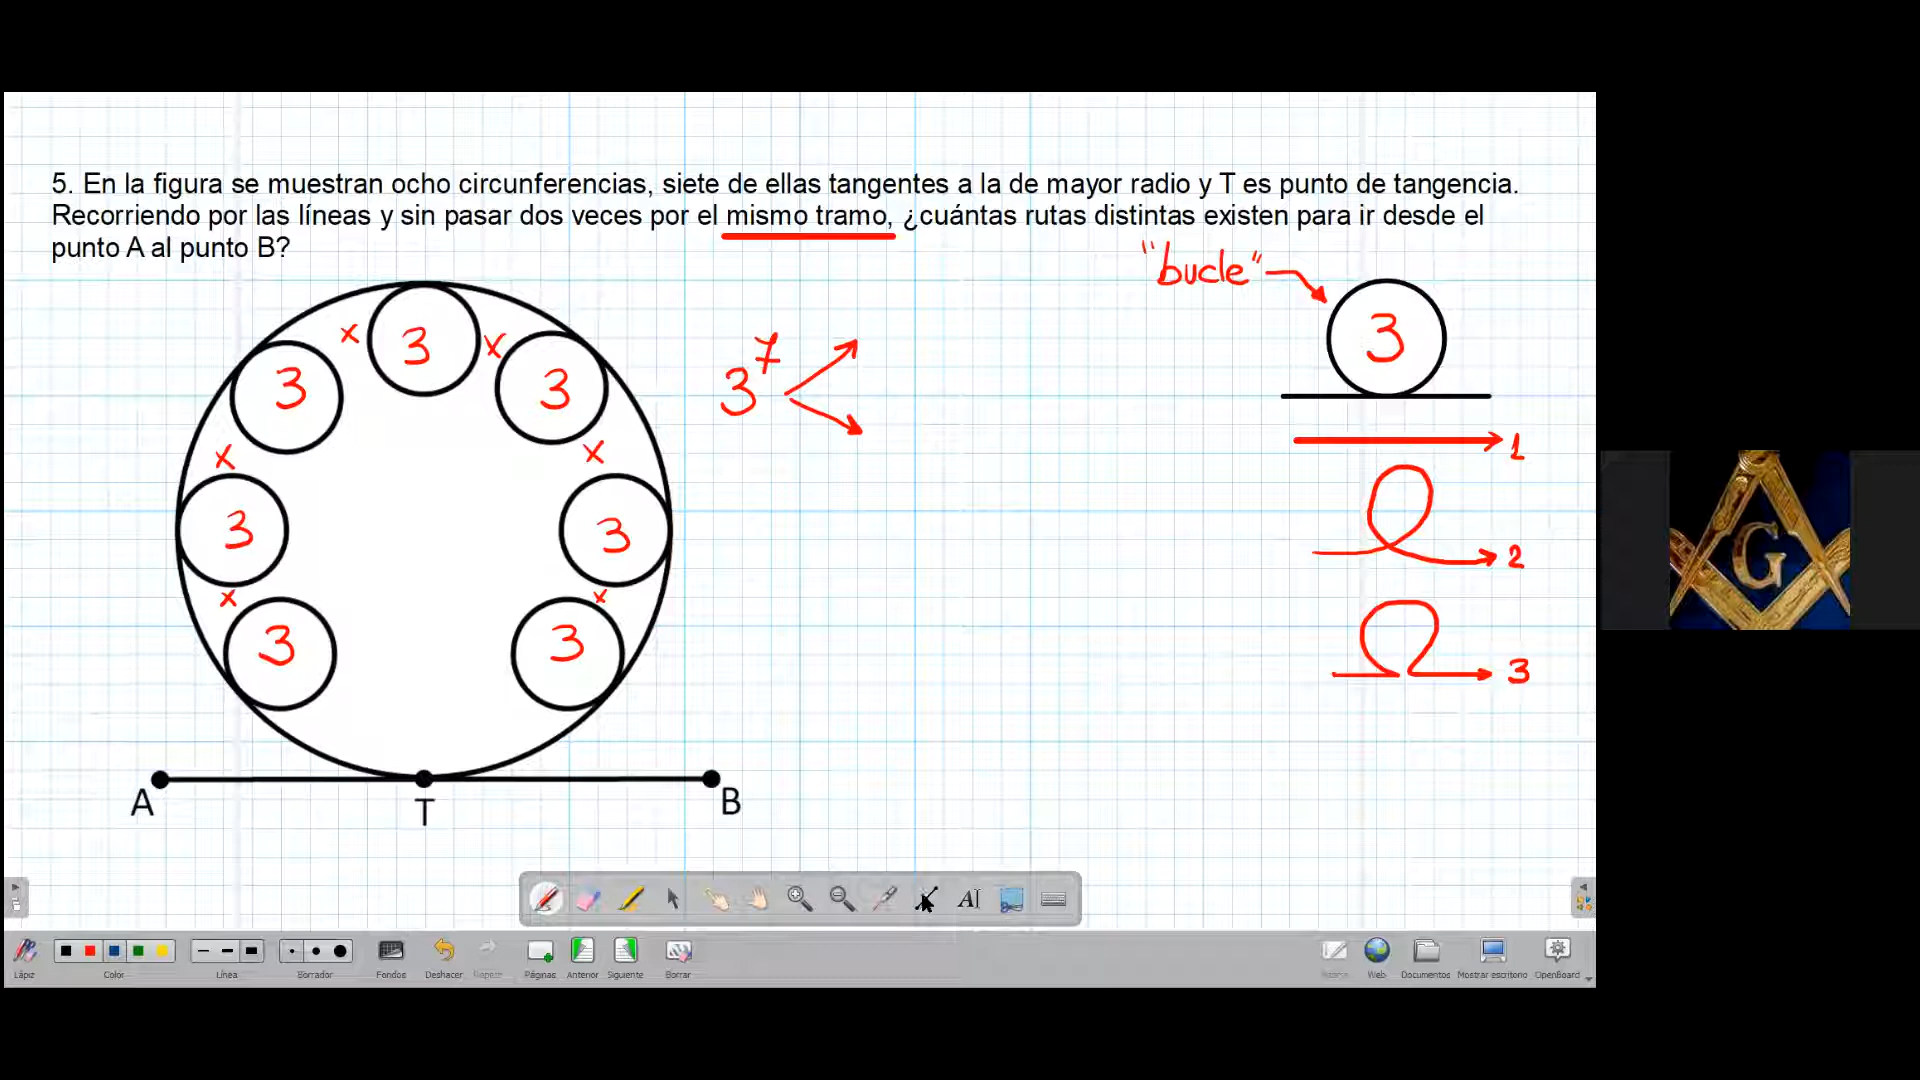 5. En la figura se muestran ocho circunferencias, siete de ellas tangentes a la de mayor radio y T es punto de tangencia.
Recorriendo por las líneas y sin pasar dos veces por el mismo tramo, ¿cuántas rutas distintas existen para ir desde el
punto A al punto B?
"bucle"
3
x 3 x
3 3
3^7
x x
3 3
x x
3 3
1
2
3
A T B
G
Lápiz Color Línea Borrador Fondos Deshacer Páginas Anterior Siguiente Borrar Web Documentos Mostrar escritorio OpenBoard